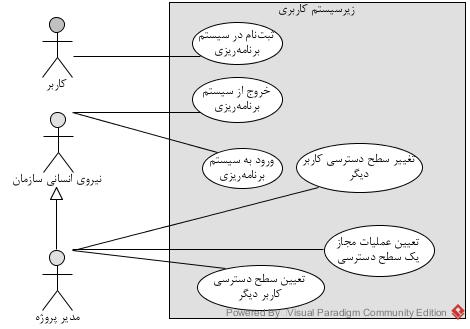 زیرسیستم کاربری
ثبت‌نام در سیستم
برنامه‌ریزی
کاربر
خروج از سیستم
برنامه‌ریزی
نیروی انسانی سازمان
ورود به سیستم
برنامه‌ریزی
تغییر سطح دسترسی کاربر
دیگر
تعیین عملیات مجاز
یک سطح دسترسی
تعیین سطح دسترسی
کاربر دیگر
مدیر پروژه
Powered By Visual Paradigm Community Edition